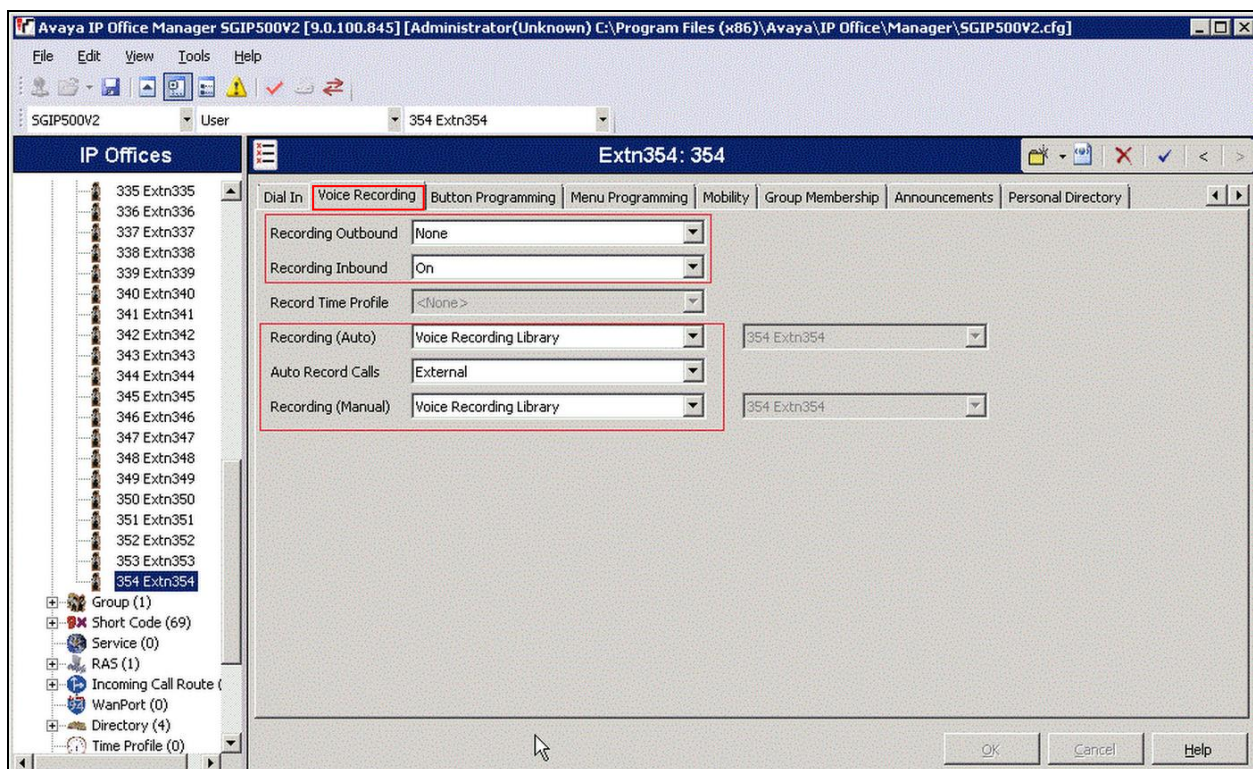 Avaya IP Office Manager SGIP500V2 [9.0.100.845] [Administrator(Unknown) C:\Program Files (x86)\Avaya\IP Office\Manager\SGIP500V2.cfg]
File Edit View Tools Help
SGIP500V2 User 354 Extn354
IP Offices
Extn354: 354
335 Extn335
336 Extn336
337 Extn337
338 Extn338
339 Extn339
340 Extn340
341 Extn341
342 Extn342
343 Extn343
344 Extn344
345 Extn345
346 Extn346
347 Extn347
348 Extn348
349 Extn349
350 Extn350
351 Extn351
352 Extn352
353 Extn353
354 Extn354
Group (1)
Short Code (69)
Service (0)
RAS (1)
Incoming Call Route (
WanPort (0)
Directory (4)
Time Profile (0)
Dial In Voice Recording Button Programming Menu Programming Mobility Group Membership Announcements Personal Directory
Recording Outbound None
Recording Inbound On
Record Time Profile <None>
Recording (Auto) Voice Recording Library 354 Extn354
Auto Record Calls External
Recording (Manual) Voice Recording Library 354 Extn354
OK Cancel Help